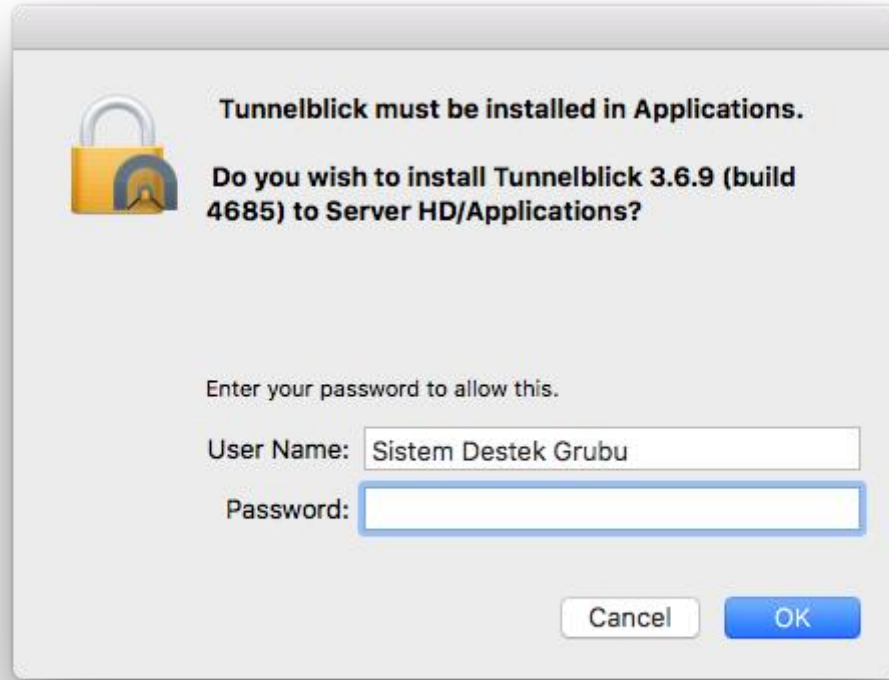 Tunnelblick must be installed in Applications.
Do you wish to install Tunnelblick 3.6.9 (build
4685) to Server HD/Applications?
Enter your password to allow this.
User Name: Sistem Destek Grubu
Password:
Cancel OK